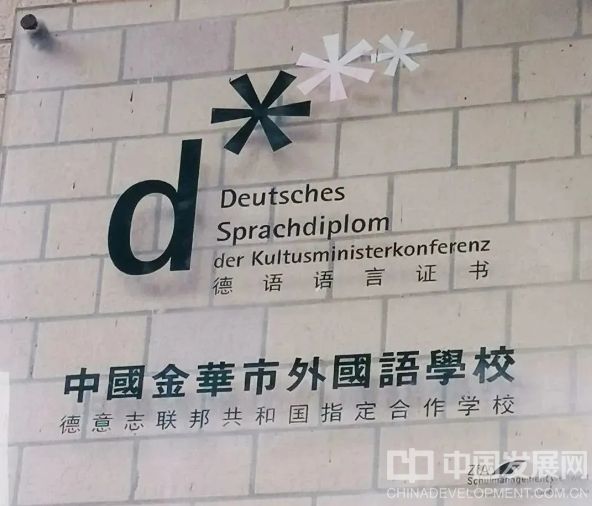 d
Deutsches
Sprachdiplom
der Kultusministerkonferenz
德语语言证书
中國金華市外國語學校
德意志联邦共和国指定合作学校
ZfA
Schulmanagement
中国发展网
CHINADEVELOPMENT.COM.CN